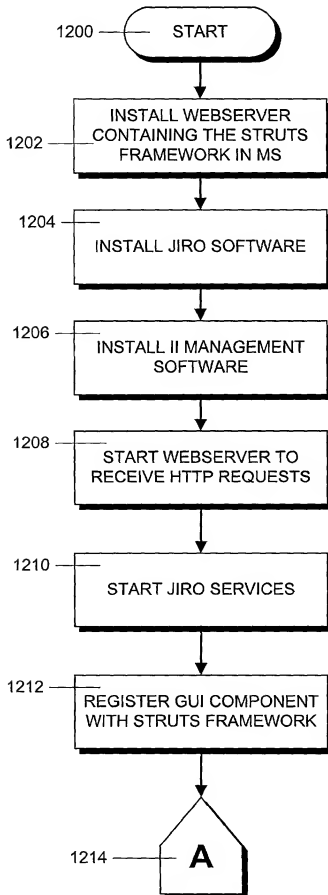 1200
START
1202
INSTALL WEBSERVER
CONTAINING THE STRUTS
FRAMEWORK IN MS
1204
INSTALL JIRO SOFTWARE
1206
INSTALL II MANAGEMENT
SOFTWARE
1208
START WEBSERVER TO
RECEIVE HTTP REQUESTS
1210
START JIRO SERVICES
1212
REGISTER GUI COMPONENT
WITH STRUTS FRAMEWORK
1214
A